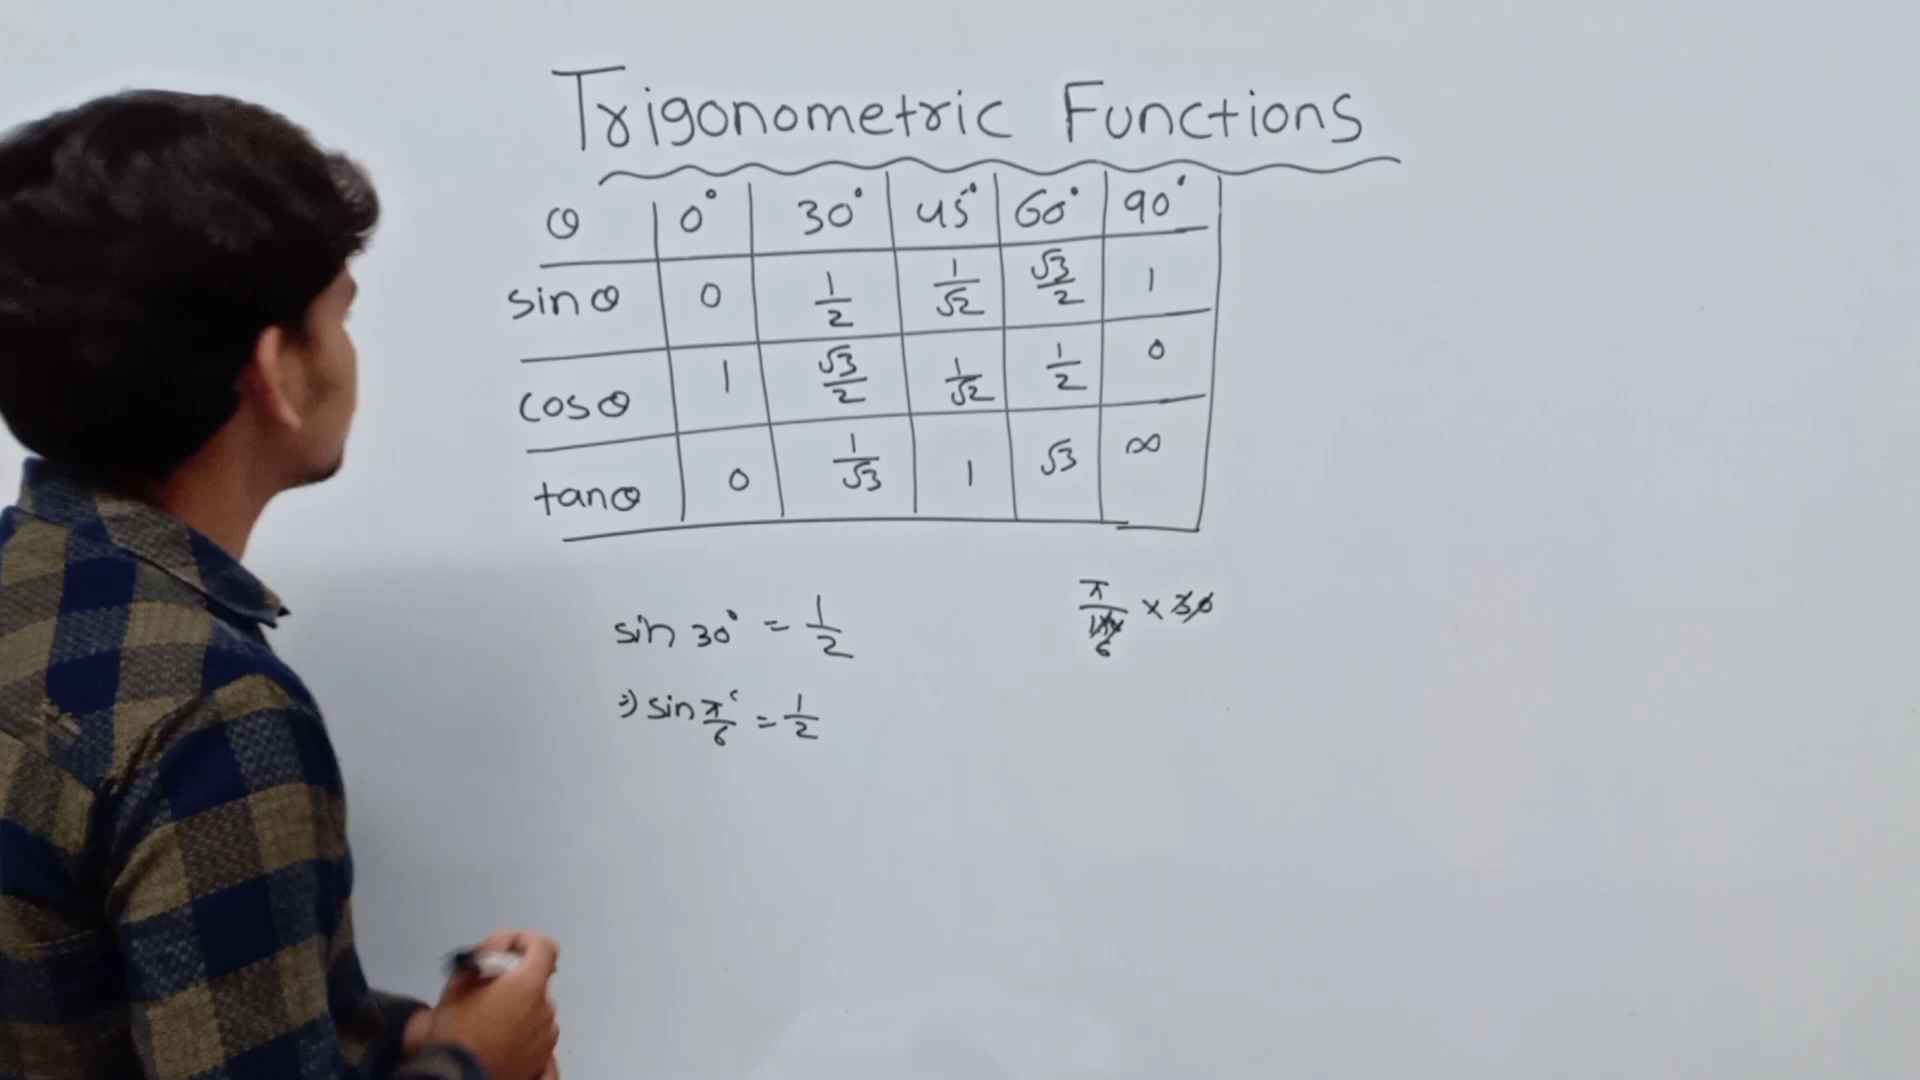 Trigonometric Functions
θ 0° 30° 45° 60° 90°
sinθ 0 1/2 1/√2 √3/2 1
cosθ 1 √3/2 1/√2 1/2 0
tanθ 0 1/√3 1 √3 ∞
sin 30° = 1/2
π/180 × 30
6
⇒ sin π/6 ᶜ = 1/2